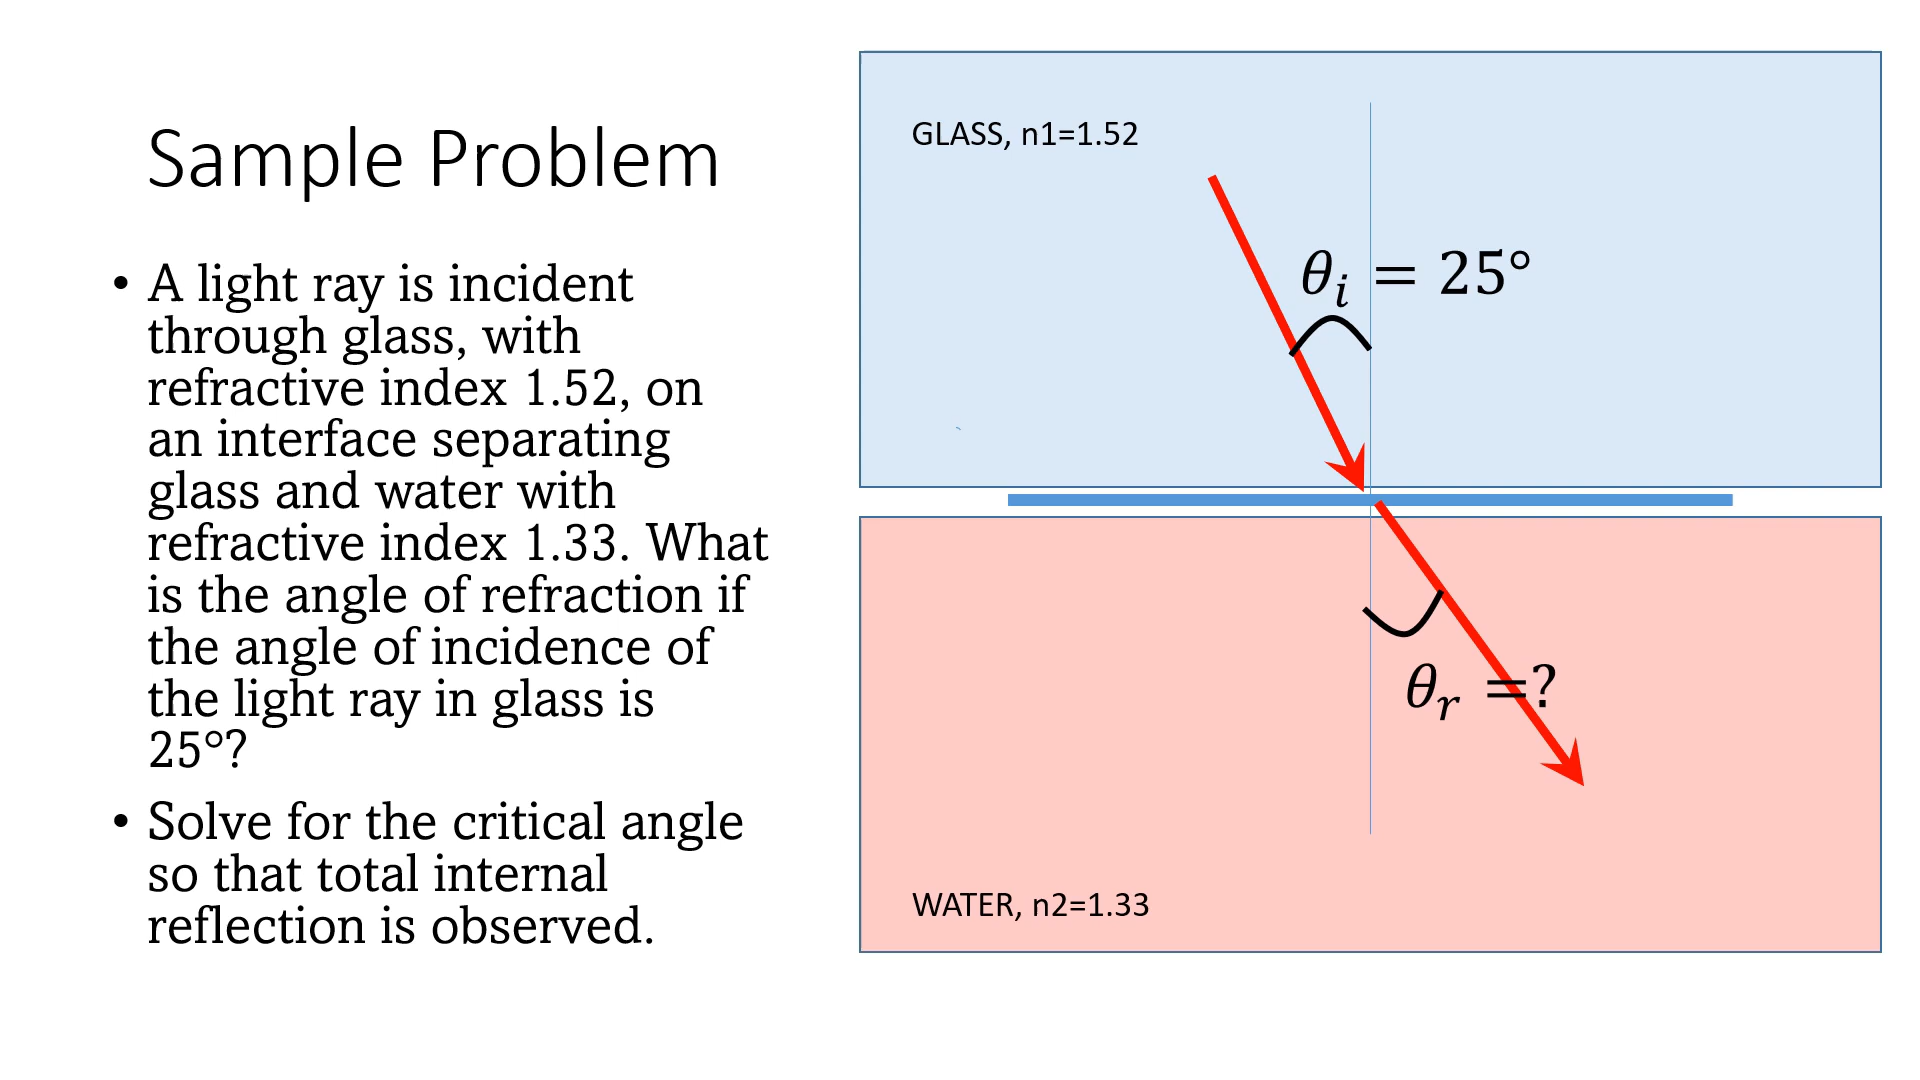 Sample Problem
• A light ray is incident
through glass, with
refractive index 1.52, on
an interface separating
glass and water with
refractive index 1.33. What
is the angle of refraction if
the angle of incidence of
the light ray in glass is
25°?
• Solve for the critical angle
so that total internal
reflection is observed.
GLASS, n1=1.52
θᵢ = 25°
θᵣ =?
WATER, n2=1.33